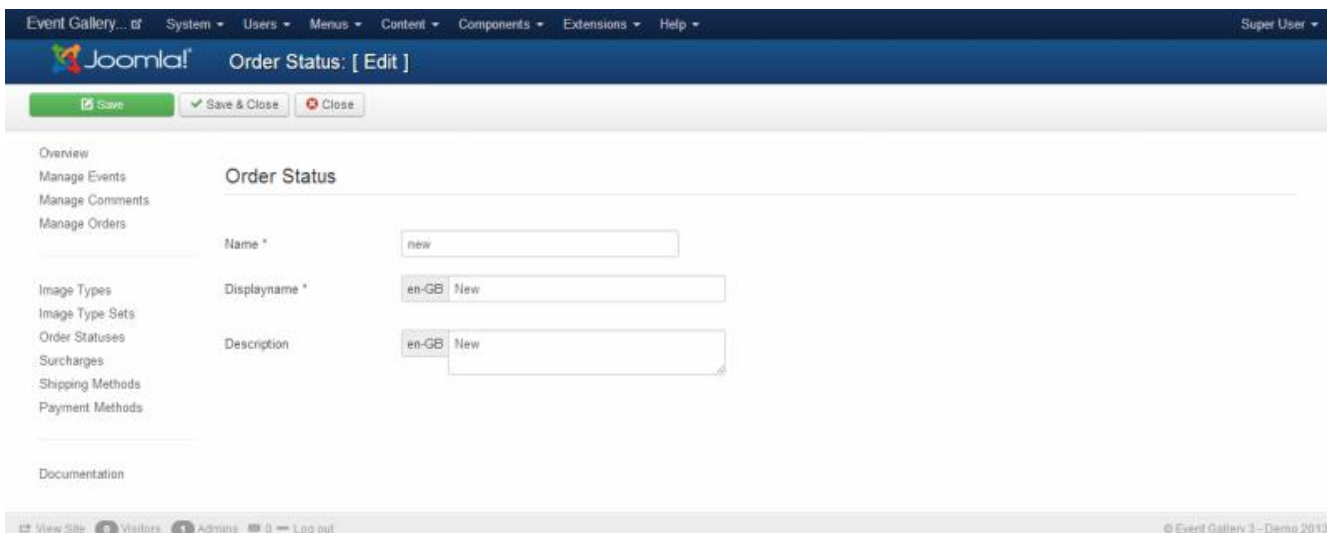 Event Gallery... System Users Menus Content Components Extensions Help Super User
Joomla! Order Status: [ Edit ]
Save Save & Close Close
Overview
Manage Events
Manage Comments
Manage Orders
Order Status
Name * new
Image Types
Displayname * en-GB New
Image Type Sets
Order Statuses
Description en-GB New
Surcharges
Shipping Methods
Payment Methods
Documentation
View Site Visitors Admins 0 Log out © Event Gallery 3 - Demo 2013